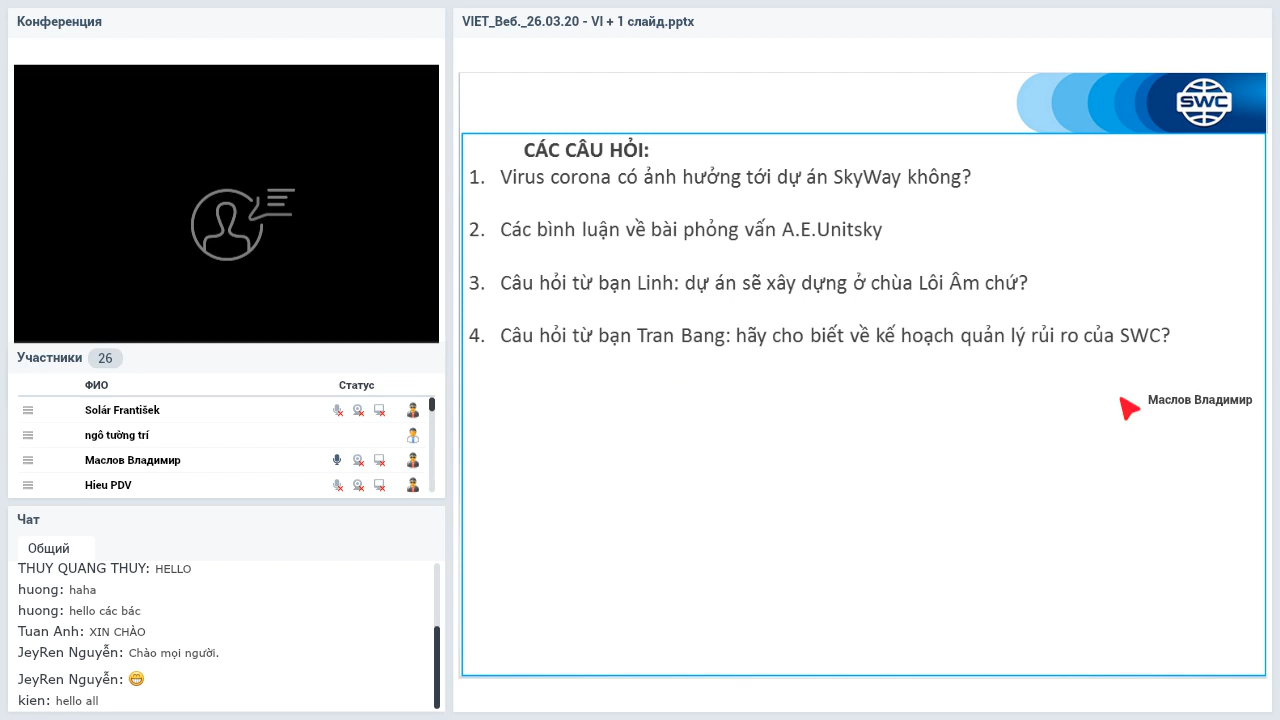 Конференция
Участники 26
ФИО Статус
Solár František
ngô tường trí
Маслов Владимир
Hieu PDV
Чат
Общий
THUY QUANG THUY: HELLO
huong: haha
huong: hello các bác
Tuan Anh: XIN CHÀO
JeyRen Nguyễn: Chào mọi người.
JeyRen Nguyễn: 😁
kien: hello all
VIET_Веб._26.03.20 - VI + 1 слайд.pptx
SWC
CÁC CÂU HỎI:
1. Virus corona có ảnh hưởng tới dự án SkyWay không?
2. Các bình luận về bài phỏng vấn A.E.Unitsky
3. Câu hỏi từ bạn Linh: dự án sẽ xây dựng ở chùa Lôi Âm chứ?
4. Câu hỏi từ bạn Tran Bang: hãy cho biết về kế hoạch quản lý rủi ro của SWC?
Маслов Владимир